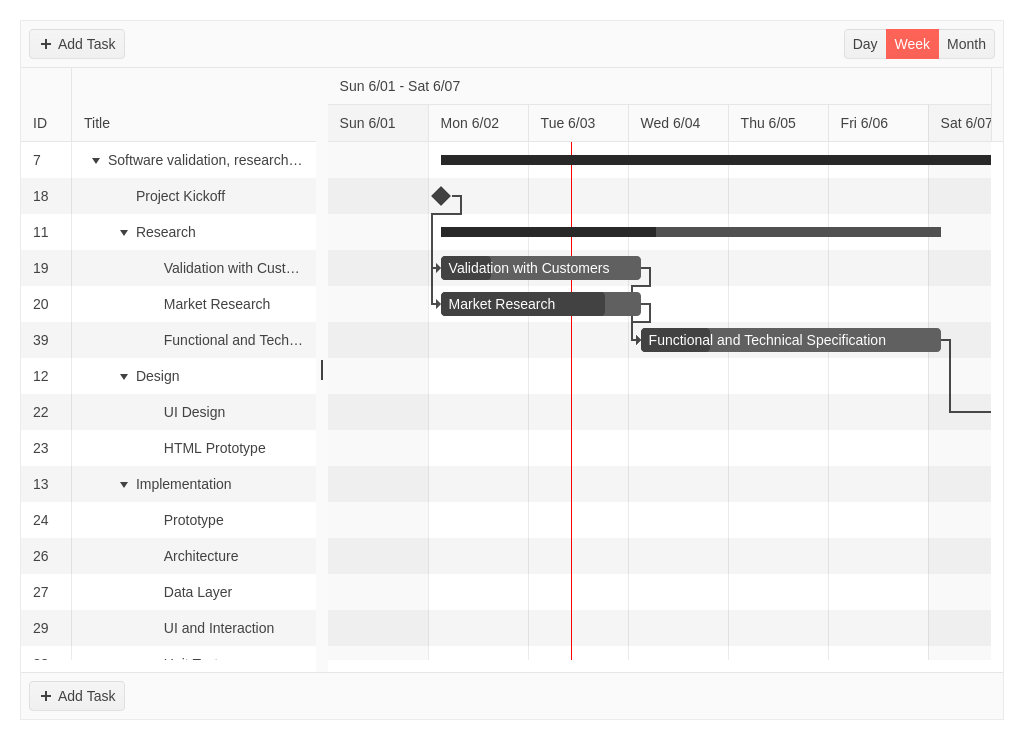 Add Task
Day Week Month
Sun 6/01 - Sat 6/07
ID Title Sun 6/01 Mon 6/02 Tue 6/03 Wed 6/04 Thu 6/05 Fri 6/06 Sat 6/07
7 Software validation, research…
18 Project Kickoff
11 Research
19 Validation with Cust… Validation with Customers
20 Market Research Market Research
39 Functional and Tech… Functional and Technical Specification
12 Design
22 UI Design
23 HTML Prototype
13 Implementation
24 Prototype
26 Architecture
27 Data Layer
29 UI and Interaction
Add Task